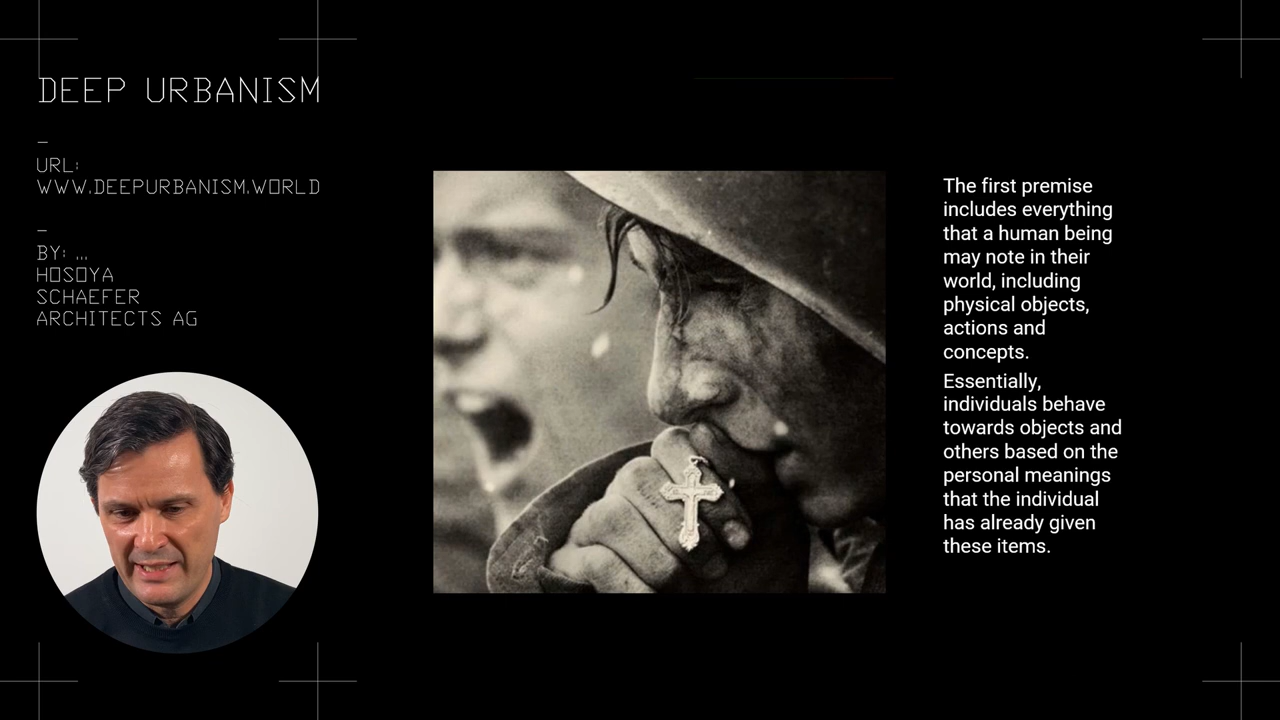 DEEP URBANISM
–
URL:
WWW.DEEPURBANISM.WORLD
–
BY: ...
HOSOYA
SCHAEFER
ARCHITECTS AG
The first premise
includes everything
that a human being
may note in their
world, including
physical objects,
actions and
concepts.
Essentially,
individuals behave
towards objects and
others based on the
personal meanings
that the individual
has already given
these items.